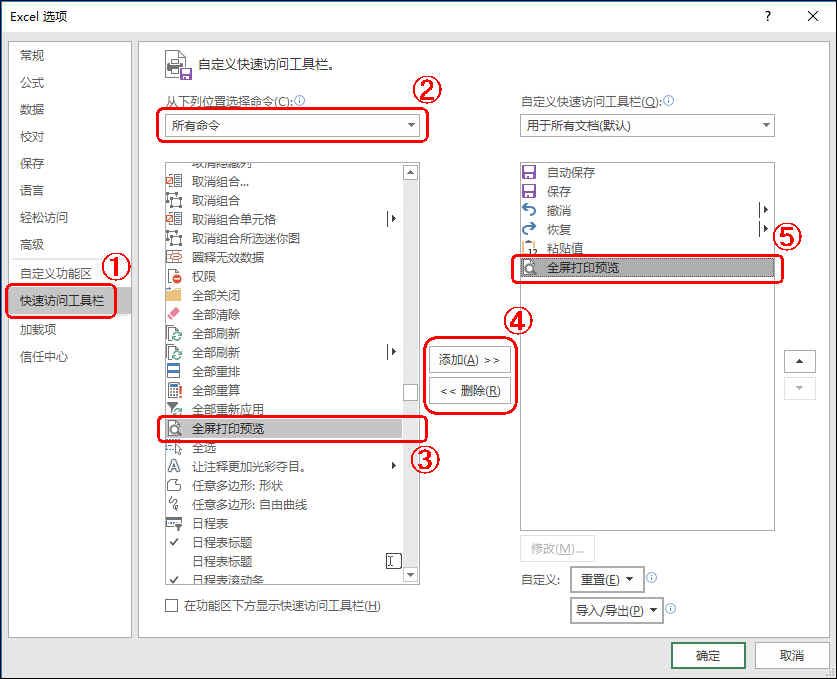 Excel 选项
?
常规
公式
数据
校对
保存
语言
轻松访问
高级
自定义功能区
①
快速访问工具栏
加载项
信任中心
自定义快速访问工具栏。
从下列位置选择命令(C):
②
所有命令
取消隐藏列
取消组合...
取消组合
取消组合单元格
取消组合所选迷你图
圈释无效数据
权限
全部关闭
全部清除
全部刷新
全部刷新
全部重排
全部重算
全部重新应用
全屏打印预览
③
全选
让注释更加光彩夺目。
任意多边形: 形状
任意多边形: 自由曲线
日程表
日程表标题
日程表标题
日程表滚动条
在功能区下方显示快速访问工具栏(H)
④
添加(A) >>
<< 删除(R)
自定义快速访问工具栏(Q):
用于所有文档(默认)
自动保存
保存
撤消
恢复
粘贴值
⑤
全屏打印预览
修改(M)...
自定义:
重置(E)
导入/导出(P)
确定
取消